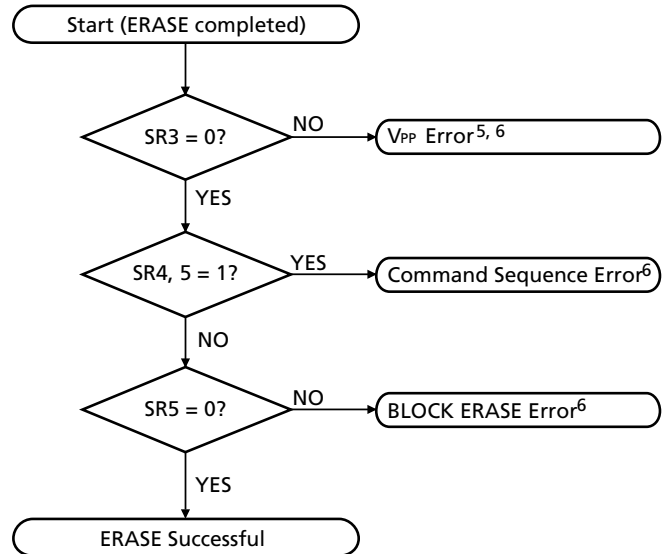 Start (ERASE completed)
SR3 = 0?
NO
VPP Error5, 6
YES
SR4, 5 = 1?
YES
Command Sequence Error6
NO
SR5 = 0?
NO
BLOCK ERASE Error6
YES
ERASE Successful